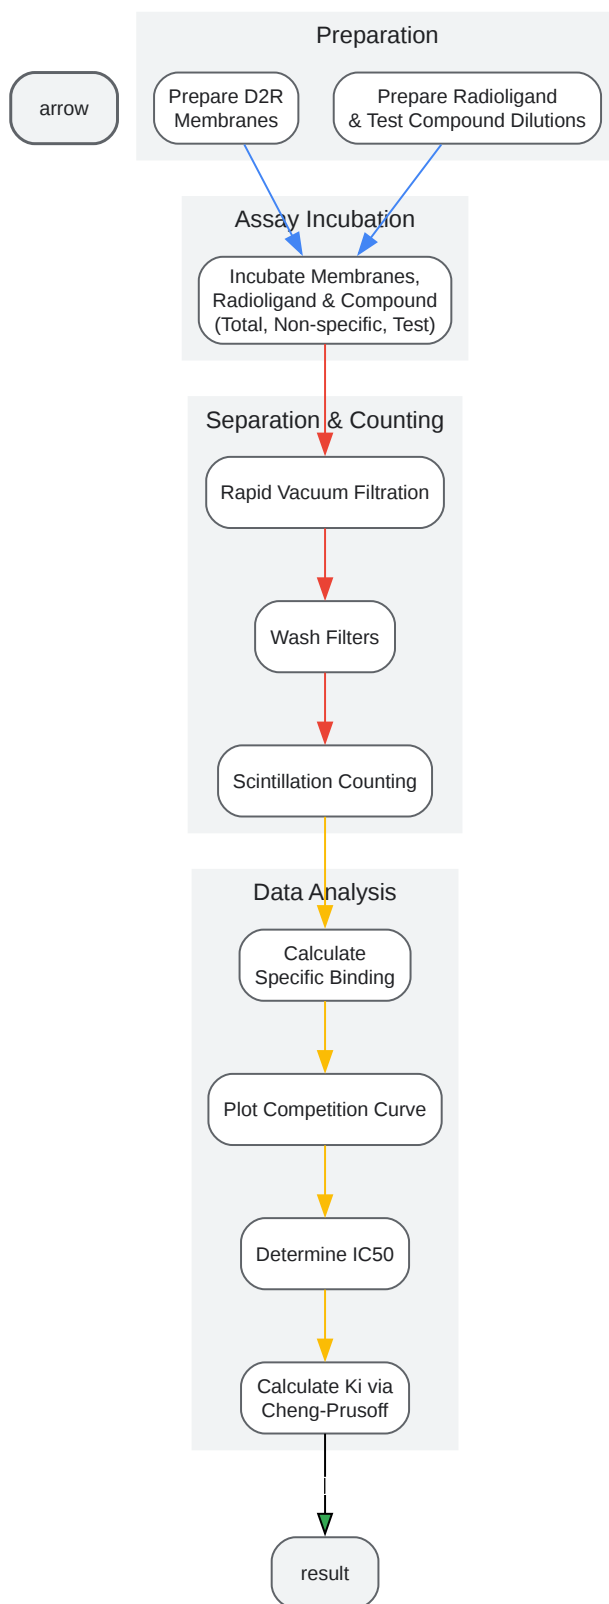 Preparation
arrow
Prepare D2R
Membranes
Prepare Radioligand
& Test Compound Dilutions
Assay Incubation
Incubate Membranes,
Radioligand & Compound
(Total, Non-specific, Test)
Separation & Counting
Rapid Vacuum Filtration
Wash Filters
Scintillation Counting
Data Analysis
Calculate
Specific Binding
Plot Competition Curve
Determine IC50
Calculate Ki via
Cheng-Prusoff
result